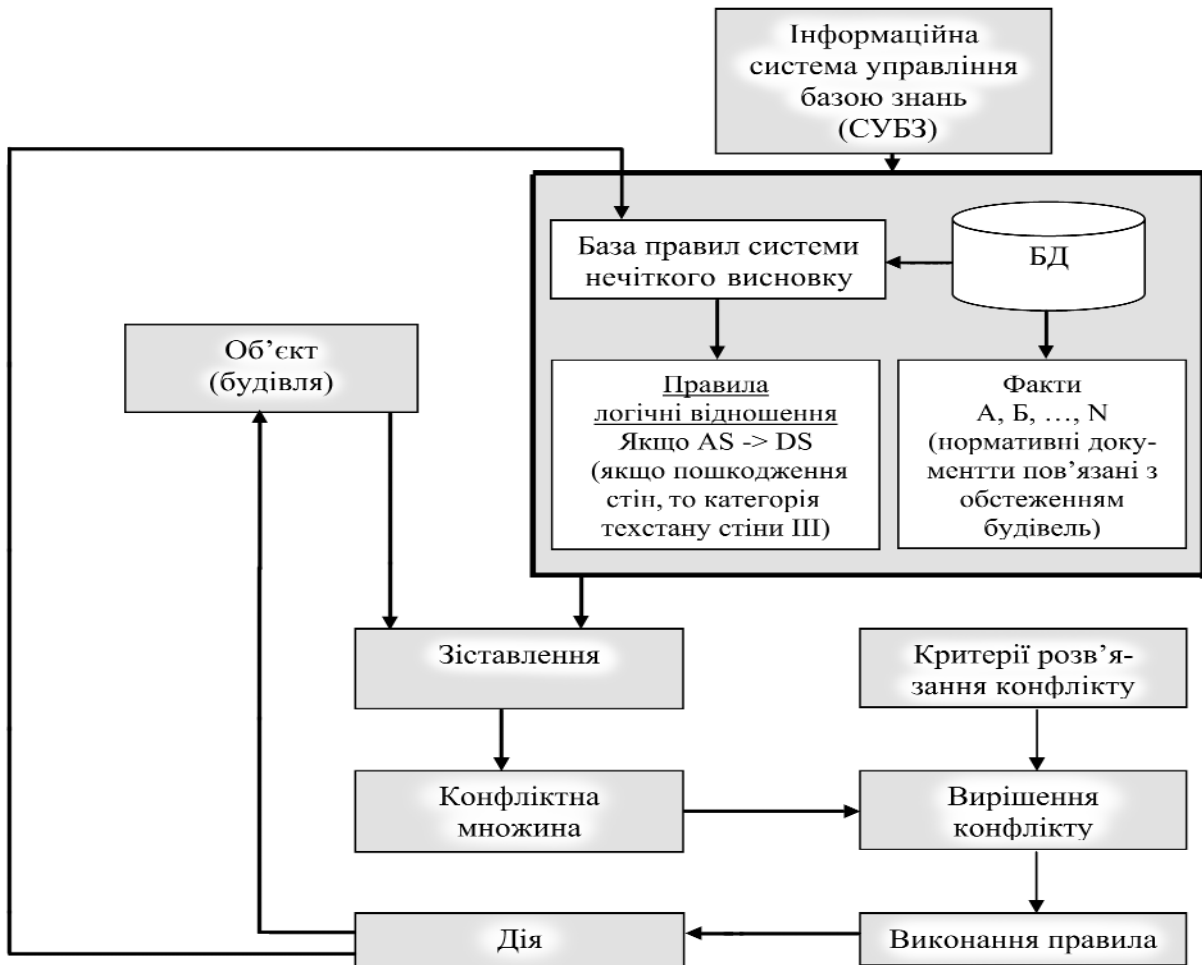 Інформаційна
система управління
базою знань
(СУБЗ)
База правил системи
нечіткого висновку
БД
Об’єкт
(будівля)
Правила
логічні відношення
Якщо AS -> DS
(якщо пошкодження
стін, то категорія
техстану стіни III)
Факти
А, Б, …, N
(нормативні доку-
ментти пов’язані з
обстеженням
будівель)
Зіставлення
Критерії розв’я-
зання конфлікту
Конфліктна
множина
Вирішення
конфлікту
Дія
Виконання правила